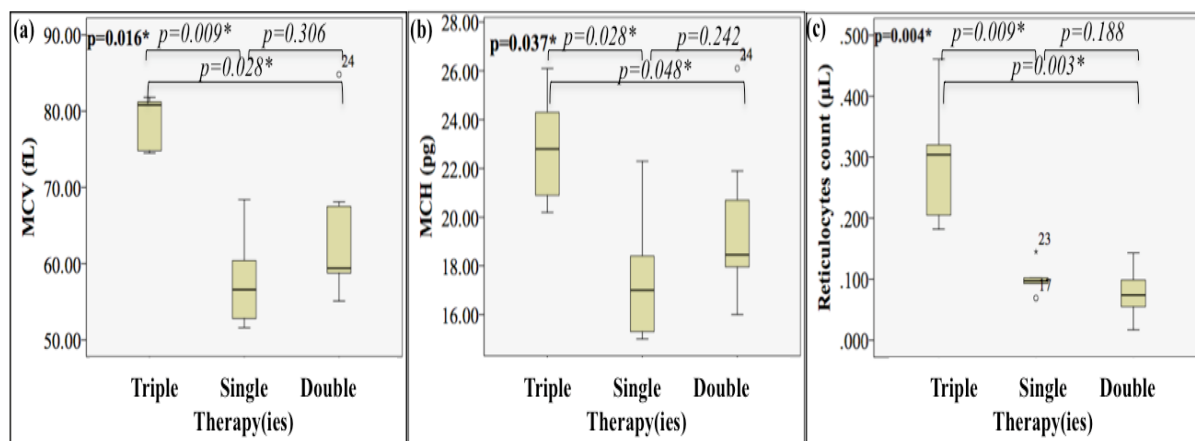 (a)
p=0.016*
p=0.009*
p=0.306
p=0.028*
24
MCV (fL)
90.00
80.00
70.00
60.00
50.00
Triple Single Double
Therapy(ies)
(b)
p=0.037*
p=0.028*
p=0.242
p=0.048*
24
MCH (pg)
28.00
26.00
24.00
22.00
20.00
18.00
16.00
Triple Single Double
Therapy(ies)
(c)
p=0.004*
p=0.009*
p=0.188
p=0.003*
23
17
Reticulocytes count (µL)
.500
.400
.300
.200
.100
.000
Triple Single Double
Therapy(ies)